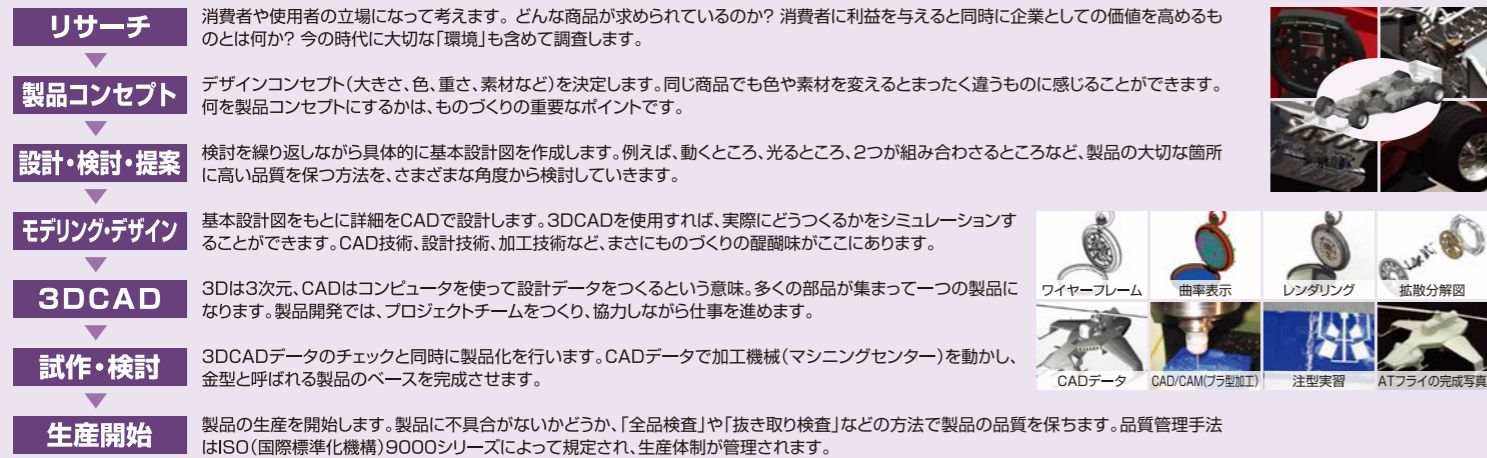 リサーチ
消費者や使用者の立場になって考えます。どんな商品が求められているのか? 消費者に利益を与えると同時に企業としての価値を高めるも
のとは何か? 今の時代に大切な「環境」も含めて調査します。
製品コンセプト
デザインコンセプト(大きさ、色、重さ、素材など)を決定します。同じ商品でも色や素材を変えるとまったく違うものに感じることができます。
何を製品コンセプトにするかは、ものづくりの重要なポイントです。
設計・検討・提案
検討を繰り返しながら具体的に基本設計図を作成します。例えば、動くところ、光るところ、2つが組み合わさるところなど、製品の大切な箇所
に高い品質を保つ方法を、さまざまな角度から検討していきます。
モデリング・デザイン
基本設計図をもとに詳細をCADで設計します。3DCADを使用すれば、実際にどうつくるかをシミュレーションす
ることができます。CAD技術、設計技術、加工技術など、まさにものづくりの醍醐味がここにあります。
3DCAD
3Dは3次元、CADはコンピュータを使って設計データをつくるという意味。多くの部品が集まって一つの製品に
なります。製品開発では、プロジェクトチームをつくり、協力しながら仕事を進めます。
ワイヤーフレーム
曲率表示
レンダリング
拡散分解図
試作・検討
3DCADデータのチェックと同時に製品化を行います。CADデータで加工機械(マシニングセンター)を動かし、
金型と呼ばれる製品のベースを完成させます。
CADデータ
CAD/CAM(プラ型加工)
注型実習
ATフライの完成写真
生産開始
製品の生産を開始します。製品に不具合がないかどうか、「全品検査」や「抜き取り検査」などの方法で製品の品質を保ちます。品質管理手法
はISO(国際標準化機構)9000シリーズによって規定され、生産体制が管理されます。